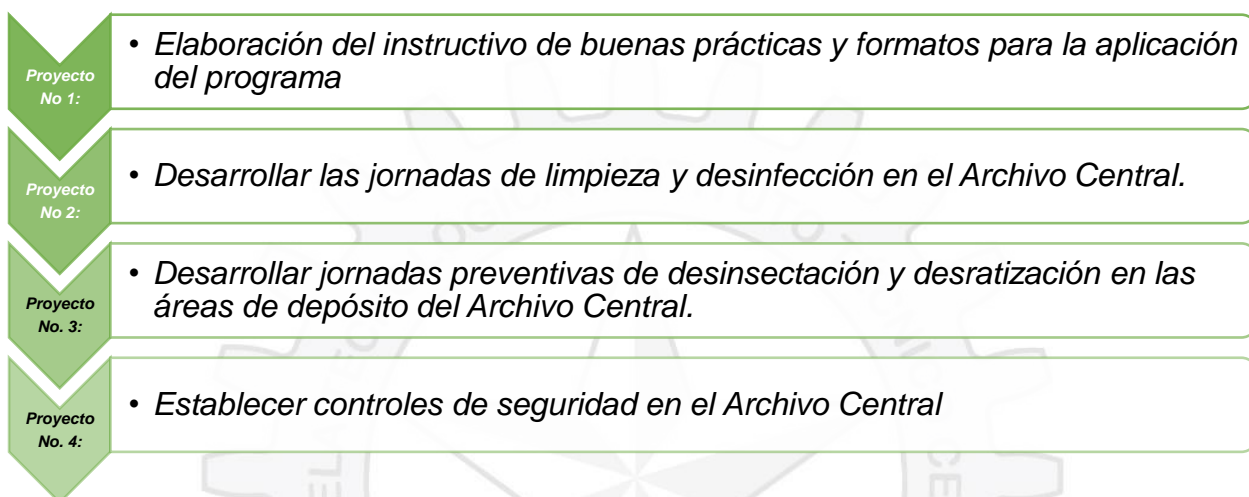 Proyecto
No 1:
• Elaboración del instructivo de buenas prácticas y formatos para la aplicación
del programa
Proyecto
No 2:
• Desarrollar las jornadas de limpieza y desinfección en el Archivo Central.
Proyecto
No. 3:
• Desarrollar jornadas preventivas de desinsectación y desratización en las
áreas de depósito del Archivo Central.
Proyecto
No. 4:
• Establecer controles de seguridad en el Archivo Central